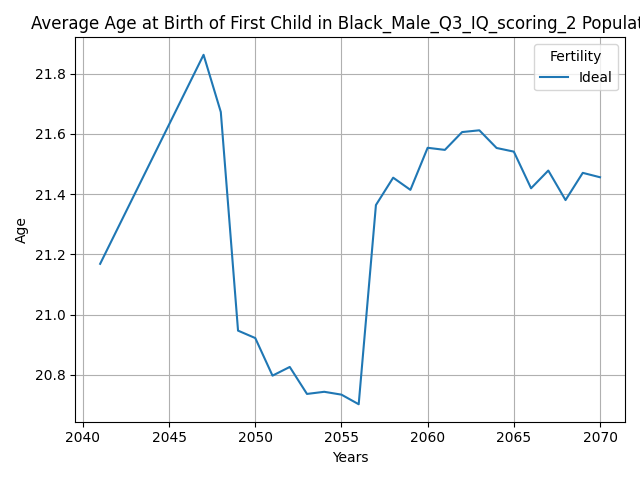 Average Age at Birth of First Child in Black_Male_Q3_IQ_scoring_2 Populat
Fertility
Ideal
21.8
21.6
21.4
21.2
21.0
20.8
Age
2040 2045 2050 2055 2060 2065 2070
Years